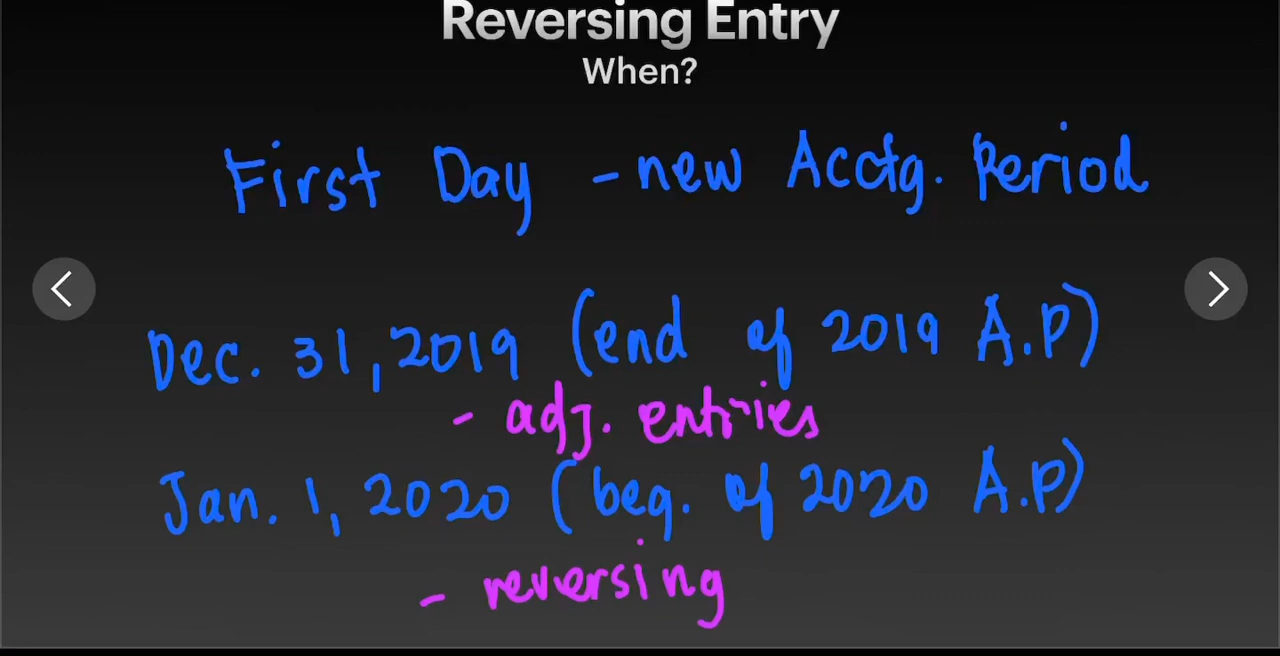 Reversing Entry
When?
First Day - new Acctg. Period
Dec. 31, 2019 (end of 2019 A.P)
- adj. entries
Jan. 1, 2020 (beg. of 2020 A.P)
- reversing